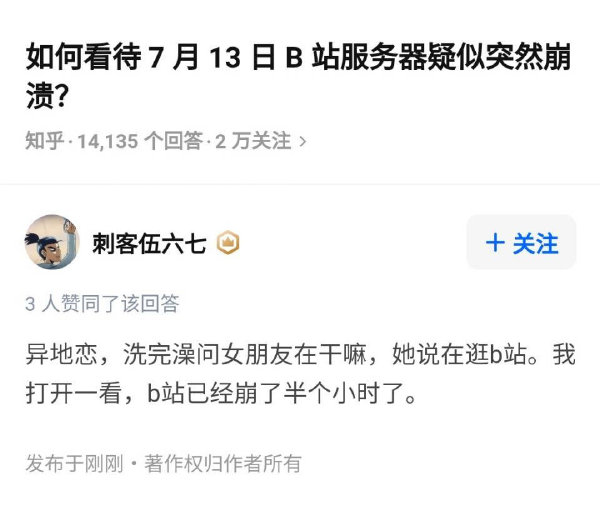 如何看待 7 月 13 日 B 站服务器疑似突然崩
溃？
知乎 · 14,135 个回答 · 2 万关注 >
刺客伍六七
+ 关注
3 人赞同了该回答
异地恋，洗完澡问女朋友在干嘛，她说在逛b站。我
打开一看，b站已经崩了半个小时了。
发布于刚刚 · 著作权归作者所有